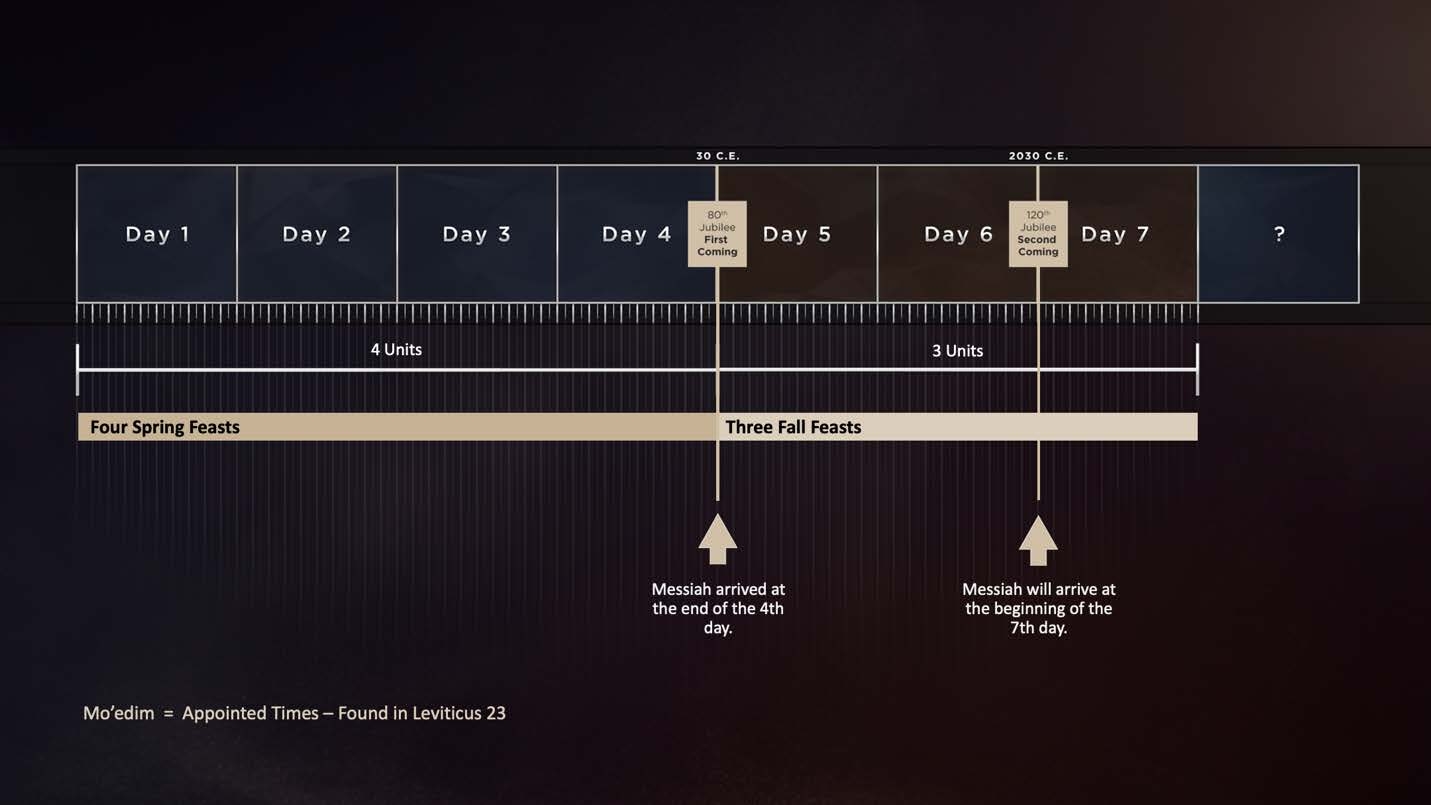 30 C.E.
2030 C.E.
Day 1
Day 2
Day 3
Day 4
80th
Jubilee
First
Coming
Day 5
Day 6
120th
Jubilee
Second
Coming
Day 7
?
4 Units
3 Units
Four Spring Feasts
Three Fall Feasts
Messiah arrived at
the end of the 4th
day.
Messiah will arrive at
the beginning of the
7th day.
Mo’edim = Appointed Times – Found in Leviticus 23